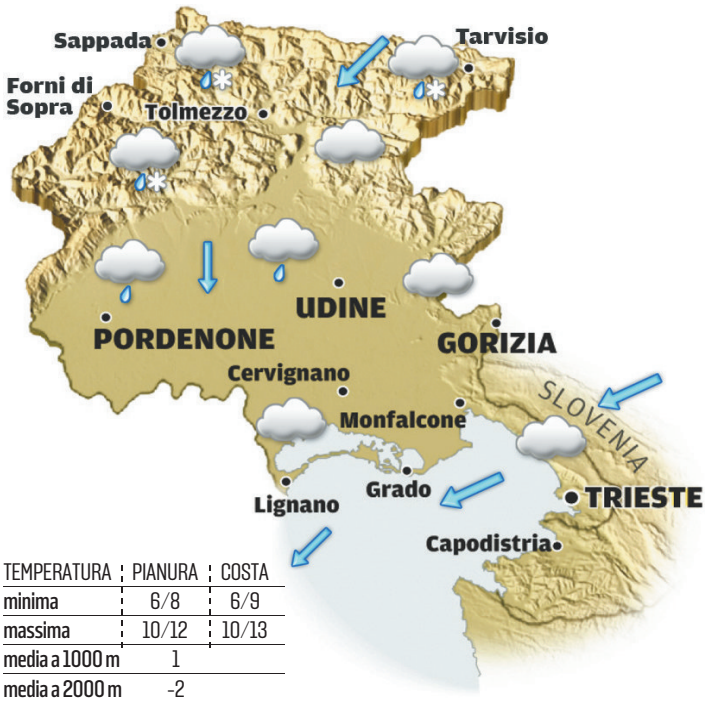 Sappada
Tarvisio
Forni di
Sopra
Tolmezzo
UDINE
PORDENONE
GORIZIA
Cervignano
SLOVENIA
Monfalcone
Grado
Lignano
TRIESTE
Capodistria
TEMPERATURA PIANURA COSTA
minima 6/8 6/9
massima 10/12 10/13
media a 1000 m 1
media a 2000 m -2